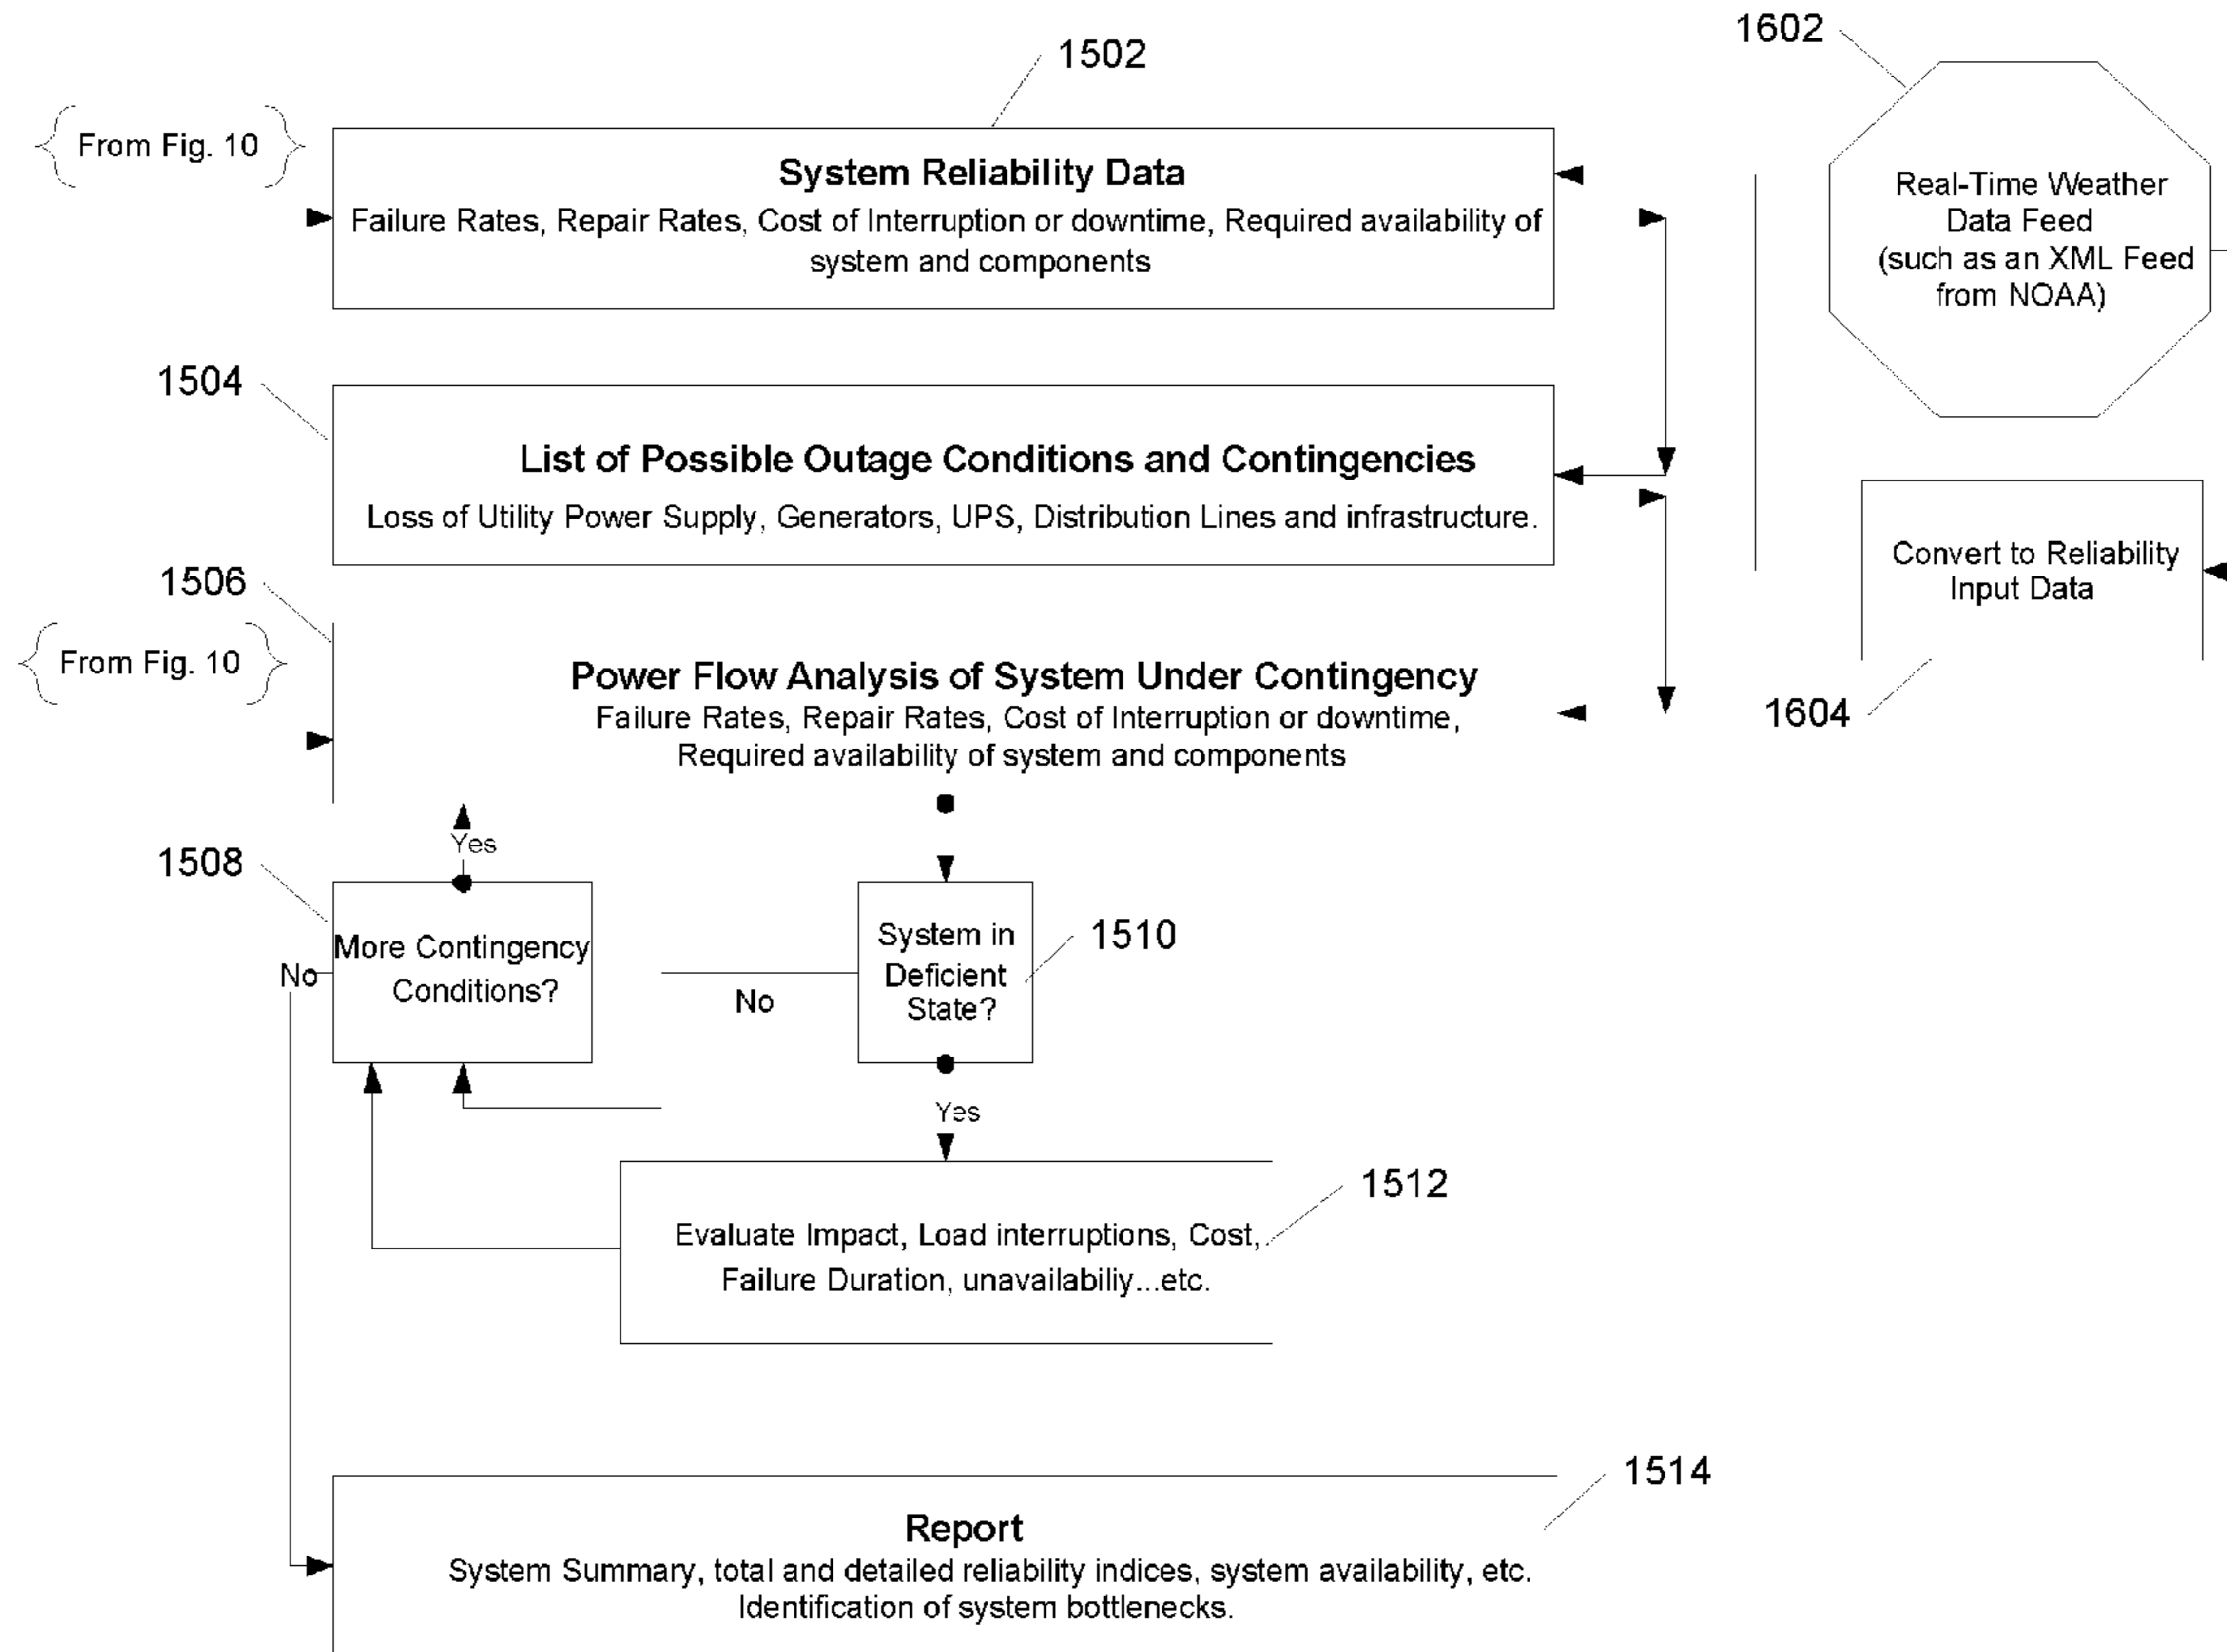 1502
1602
From Fig. 10
System Reliability Data
Failure Rates, Repair Rates, Cost of Interruption or downtime, Required availability of
system and components
Real-Time Weather
Data Feed
(such as an XML Feed
from NOAA)
1504
List of Possible Outage Conditions and Contingencies
Loss of Utility Power Supply, Generators, UPS, Distribution Lines and infrastructure.
Convert to Reliability
Input Data
1604
1506
From Fig. 10
Power Flow Analysis of System Under Contingency
Failure Rates, Repair Rates, Cost of Interruption or downtime,
Required availability of system and components
Yes
1508
More Contingency
Conditions?
No
No
System in
Deficient
State?
1510
Yes
1512
Evaluate Impact, Load interruptions, Cost,
Failure Duration, unavailabiliy...etc.
1514
Report
System Summary, total and detailed reliability indices, system availability, etc.
Identification of system bottlenecks.